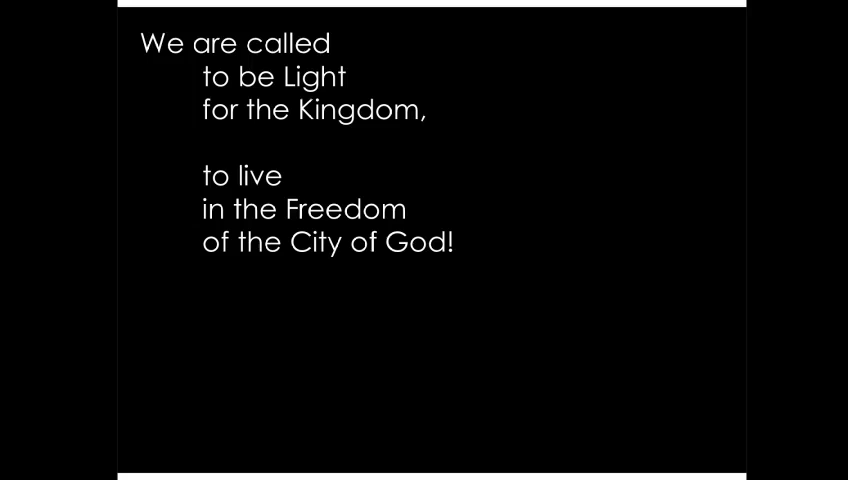 We are called
to be Light
for the Kingdom,
to live
in the Freedom
of the City of God!